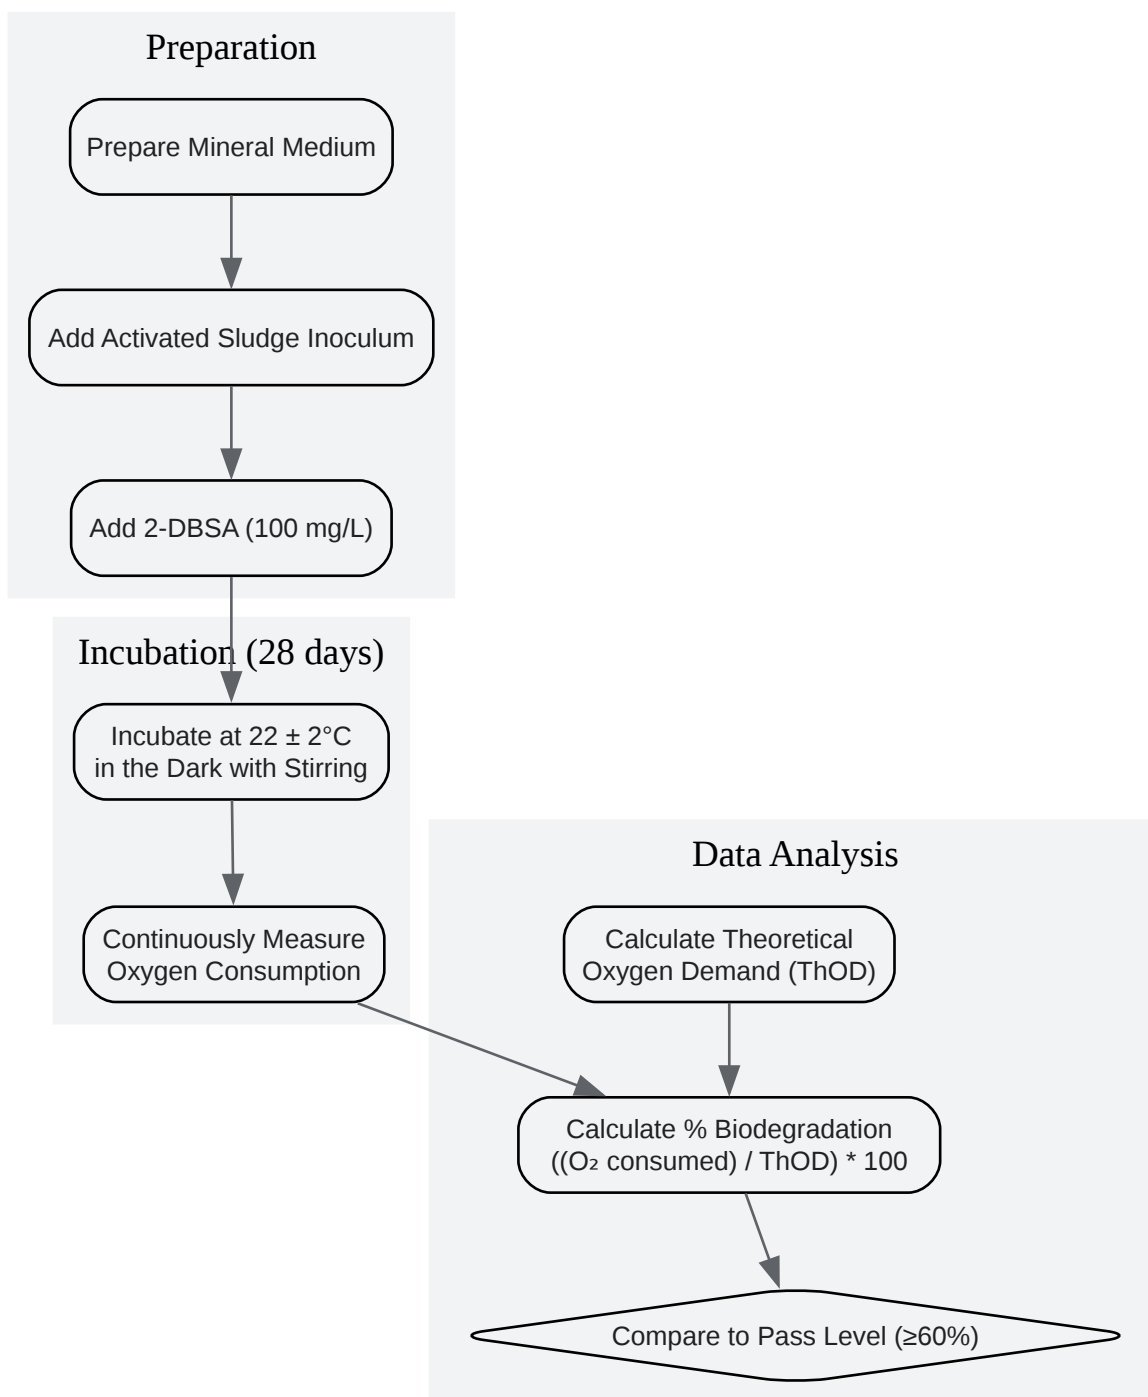 Preparation
Prepare Mineral Medium
Add Activated Sludge Inoculum
Add 2-DBSA (100 mg/L)
Incubation (28 days)
Incubate at 22 ± 2°C
in the Dark with Stirring
Continuously Measure
Oxygen Consumption
Data Analysis
Calculate Theoretical
Oxygen Demand (ThOD)
Calculate % Biodegradation
((O₂ consumed) / ThOD) * 100
Compare to Pass Level (≥60%)